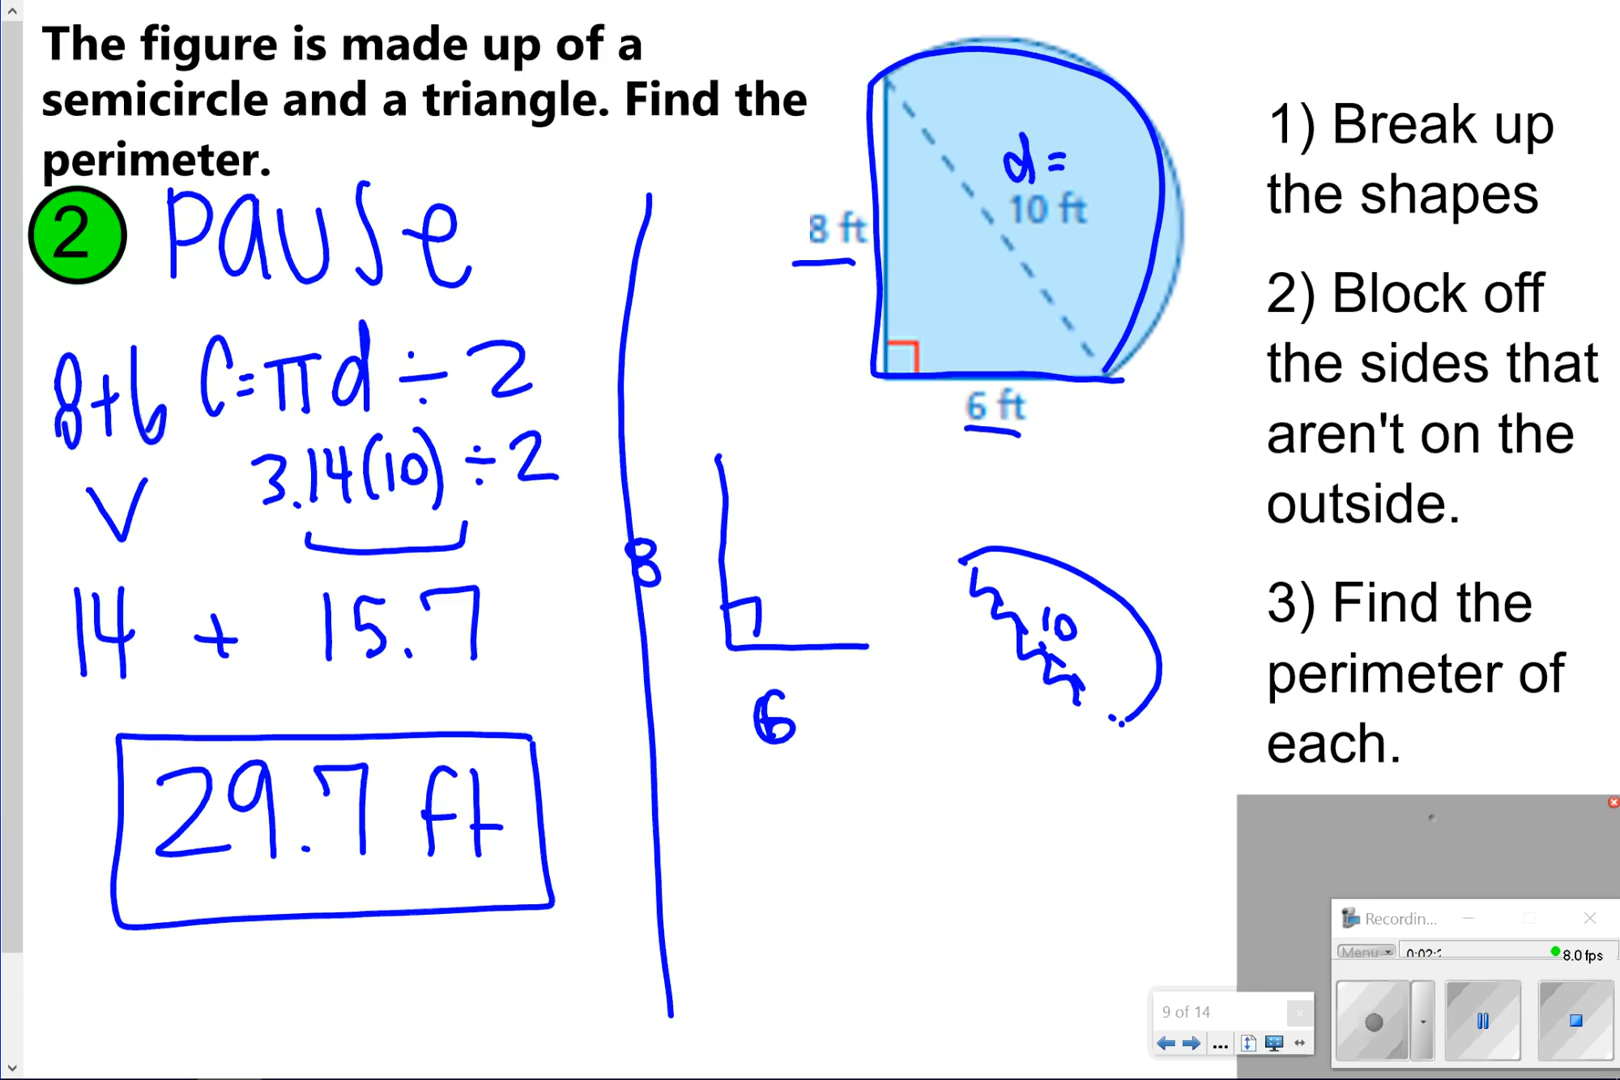 The figure is made up of a
semicircle and a triangle. Find the
perimeter.
2 pause
8+6 C=πd÷2
3.14(10)÷2
14 + 15.7
29.7 ft
d=
10 ft
8 ft
6 ft
8
6
10
1) Break up
the shapes
2) Block off
the sides that
aren't on the
outside.
3) Find the
perimeter of
each.
Recordin...
Menu
8.0 fps
9 of 14
...